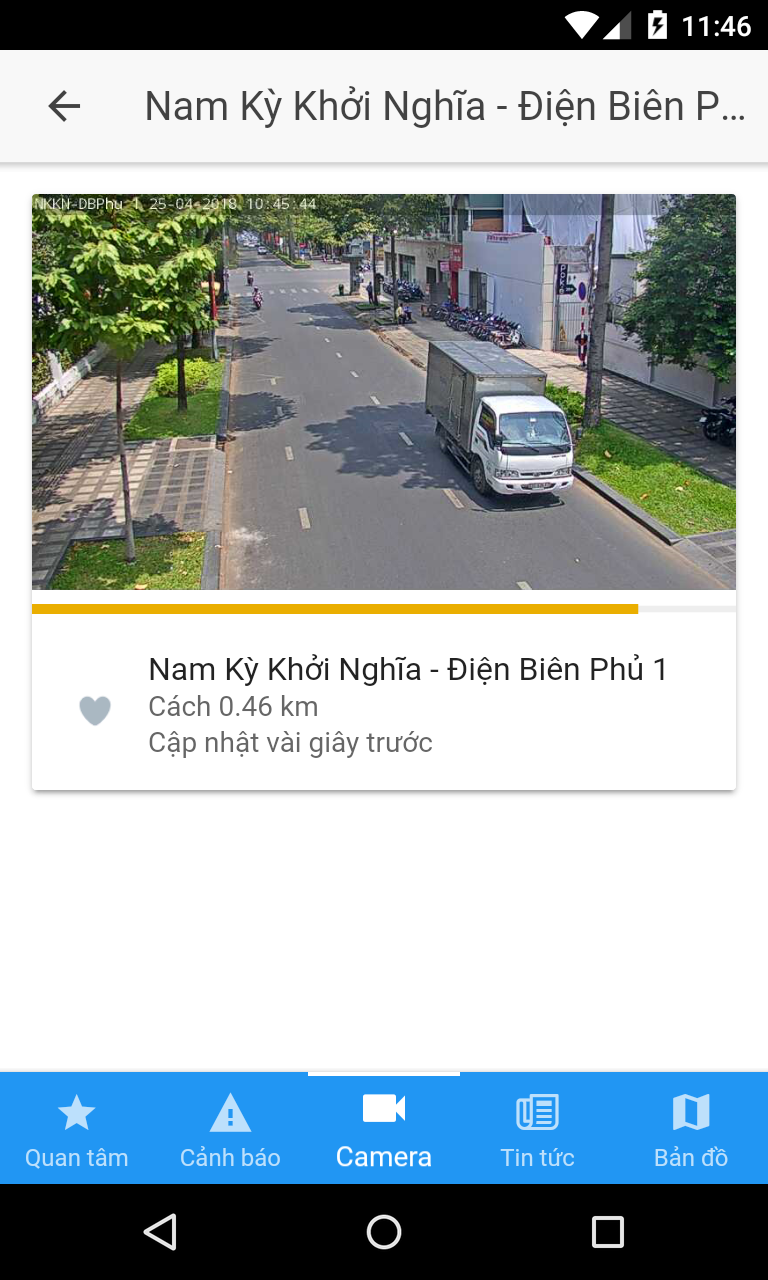 11:46
Nam Kỳ Khởi Nghĩa - Điện Biên P...
NKKN-DBPhu 1 25-04-2018 10:45:44
Nam Kỳ Khởi Nghĩa - Điện Biên Phủ 1
Cách 0.46 km
Cập nhật vài giây trước
Quan tâm
Cảnh báo
Camera
Tin tức
Bản đồ